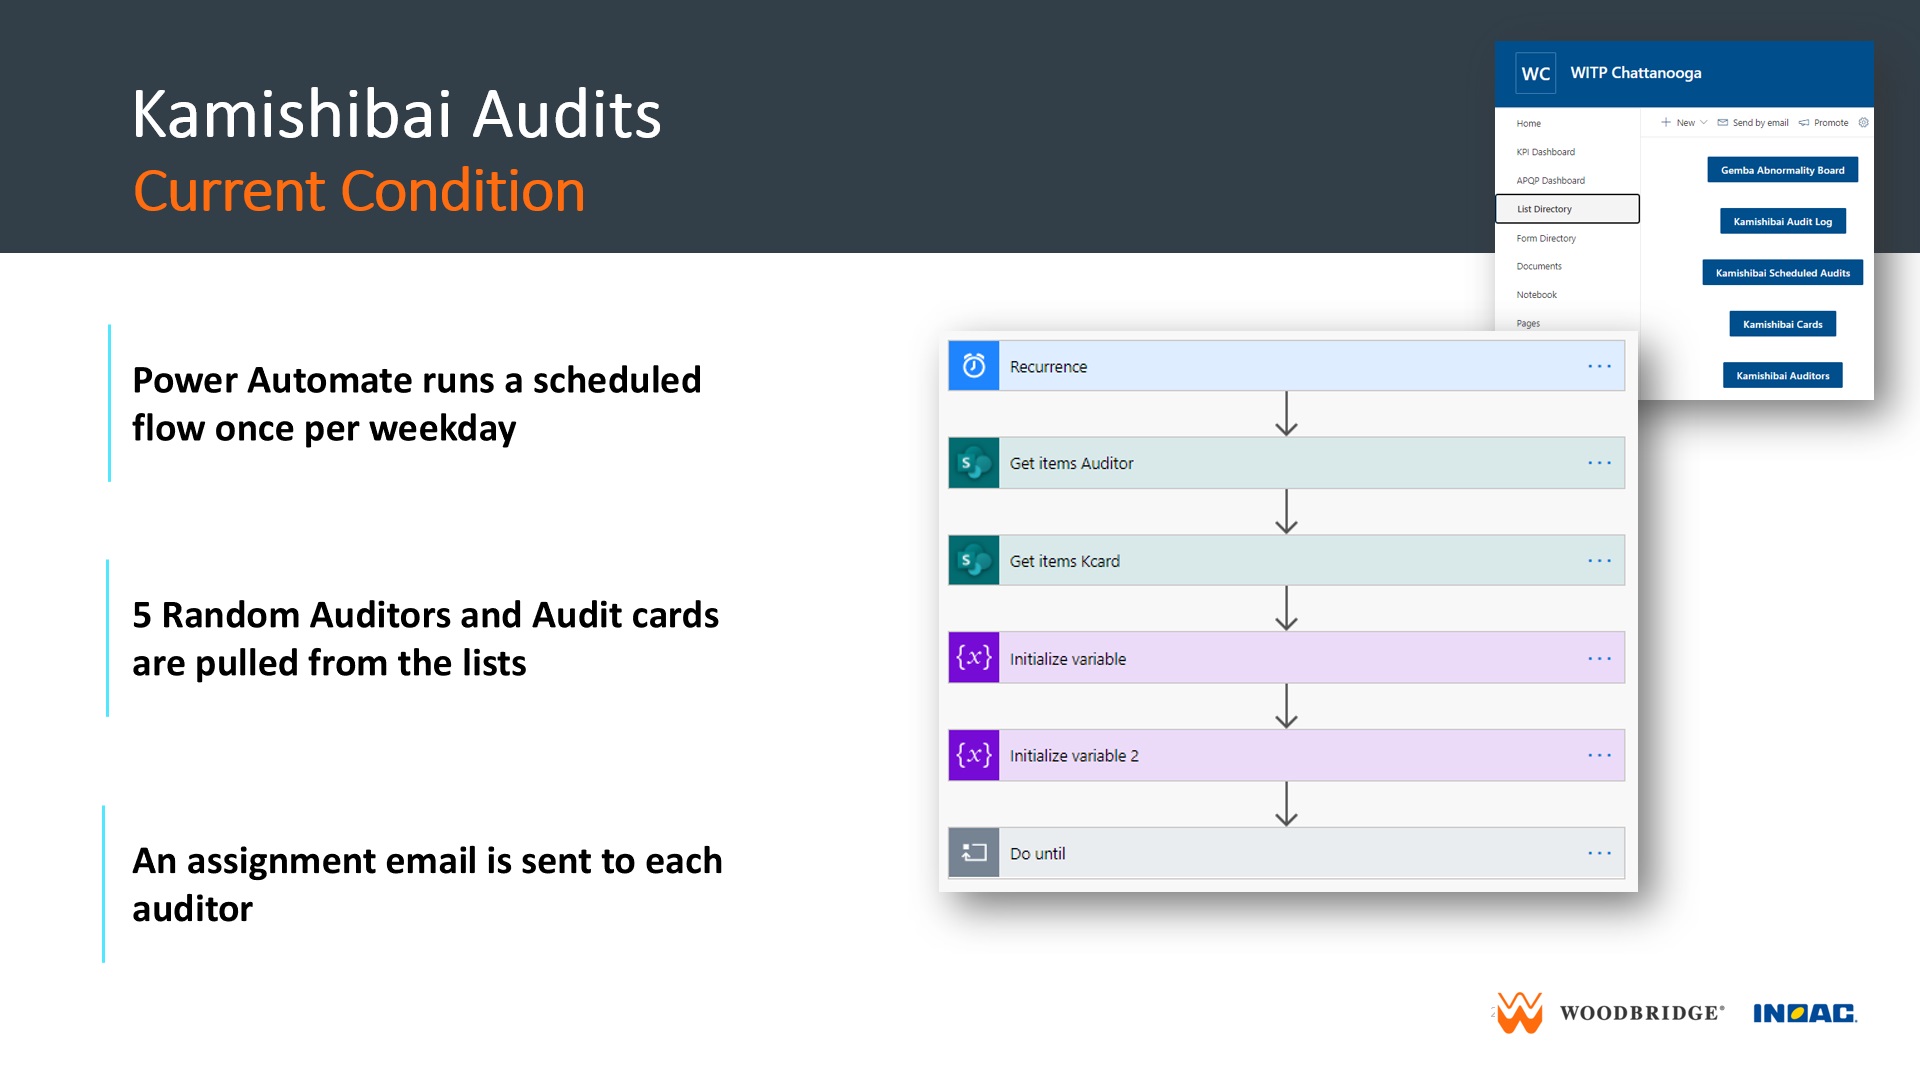 Kamishibai Audits
Current Condition
Power Automate runs a scheduled
flow once per weekday
5 Random Auditors and Audit cards
are pulled from the lists
An assignment email is sent to each
auditor
WC
WITP Chattanooga
Home
KPI Dashboard
APQP Dashboard
List Directory
Form Directory
Documents
Notebook
Pages
+ New
Send by email
Promote
Gemba Abnormality Board
Kamishibai Audit Log
Kamishibai Scheduled Audits
Kamishibai Cards
Kamishibai Auditors
Recurrence
S Get items Auditor
S Get items Kcard
{x} Initialize variable
{x} Initialize variable 2
Do until
WOODBRIDGE®
INOAC